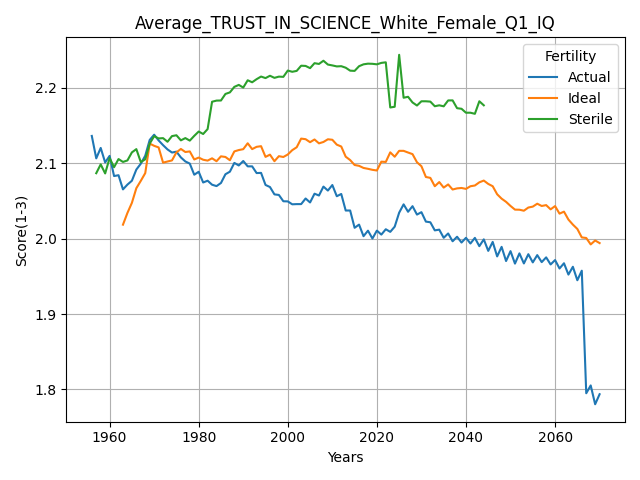 Average_TRUST_IN_SCIENCE_White_Female_Q1_IQ
Fertility
Actual
Ideal
Sterile
Score(1-3)
2.2
2.1
2.0
1.9
1.8
1960 1980 2000 2020 2040 2060
Years